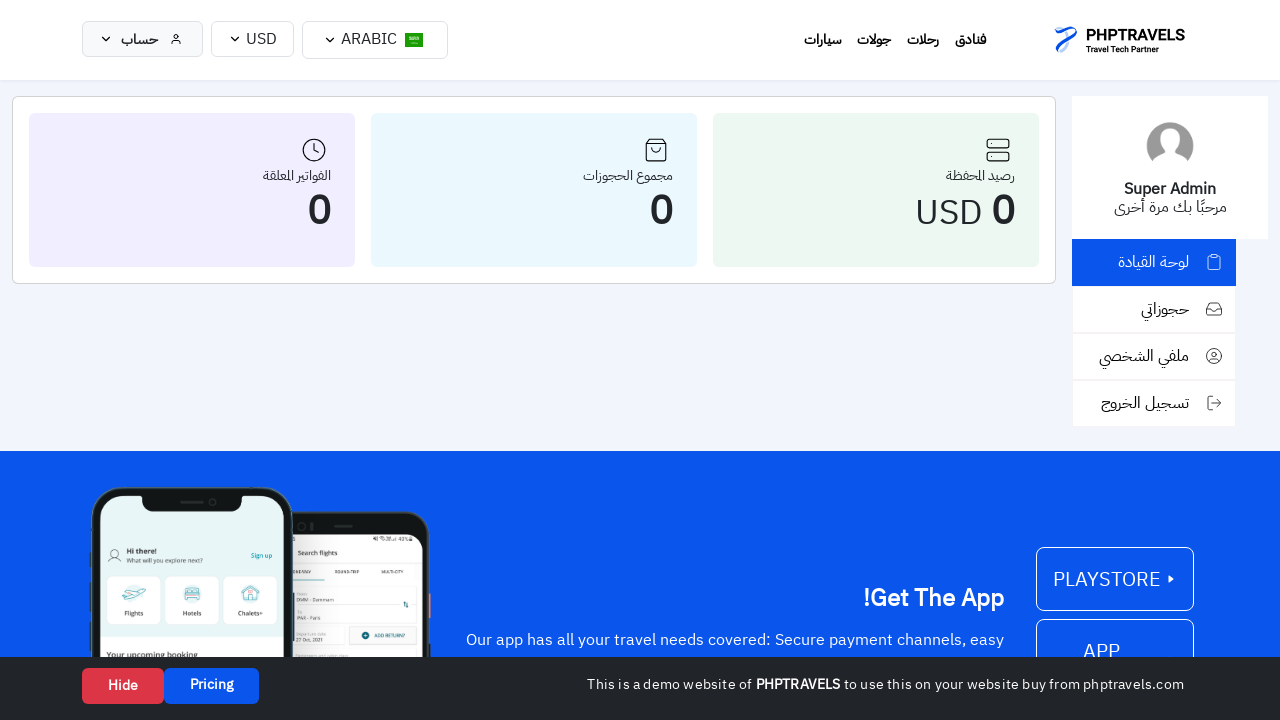 PHPTRAVELS
Travel Tech Partner
فنادق
رحلات
جولات
سيارات
ARABIC
USD
حساب
Super Admin
مرحبًا بك مرة أخرى
لوحة القيادة
حجوزاتي
ملفي الشخصي
تسجيل الخروج
رصيد المحفظة
0 USD
مجموع الحجوزات
0
الفواتير المعلقة
0
PLAYSTORE
APP
Get The App!
Our app has all your travel needs covered: Secure payment channels, easy
Hi there!
What will you explore next?
Sign up
Flights
Hotels
Chalets+
Your upcoming booking
43%
Search flights
ROUND-TRIP
MULTI-CITY
DMM - Dammam
PAR - Paris
27 Dec, 2021
ADD RETURN?
This is a demo website of PHPTRAVELS to use this on your website buy from phptravels.com
Pricing
Hide